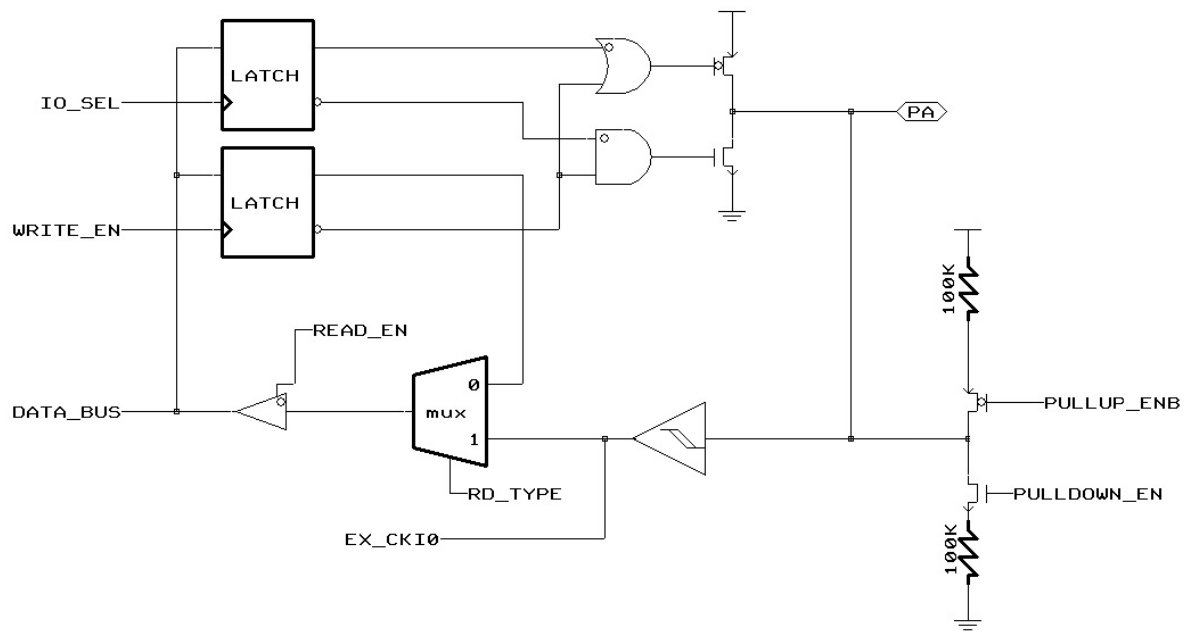 LATCH
IO_SEL
PA
LATCH
WRITE_EN
100K
READ_EN
0
DATA_BUS
mux
PULLUP_ENB
1
RD_TYPE
PULLDOWN_EN
EX_CKI0
100K